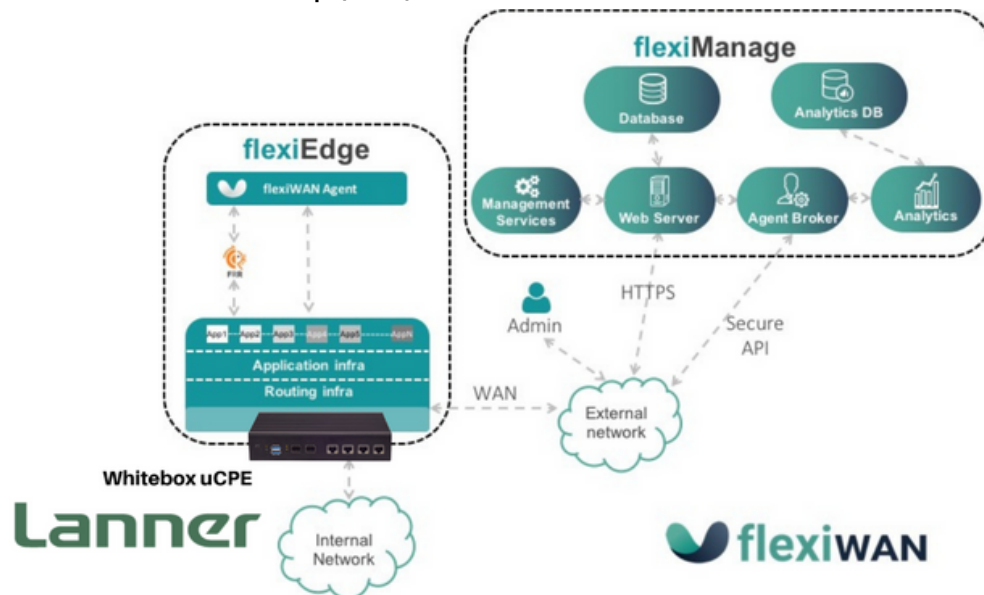 flexiManage
Database
Analytics DB
Management
Services
Web Server
Agent Broker
Analytics
flexiEdge
flexiWAN Agent
FRR
App1
App2
App3
App4
App5
AppN
Application infra
Routing infra
HTTPS
Secure
API
Admin
WAN
External
network
Whitebox uCPE
Lanner
Internal
Network
flexiWAN